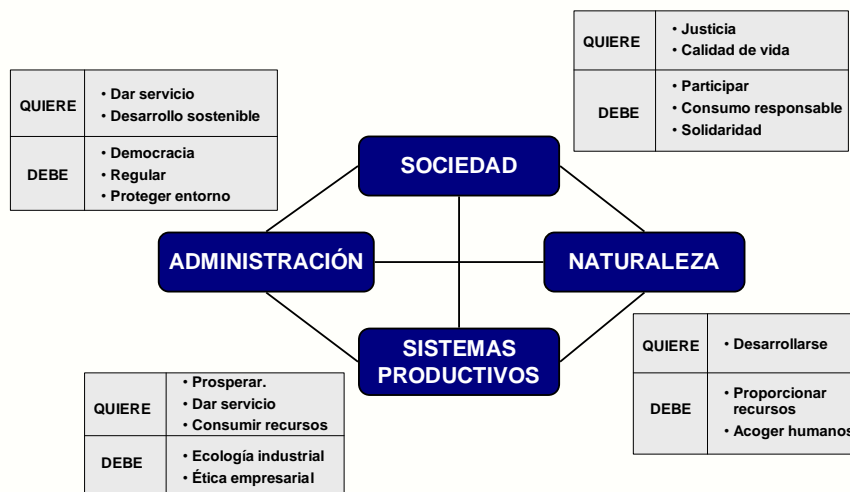 QUIERE
• Justicia
• Calidad de vida
DEBE
• Participar
• Consumo responsable
• Solidaridad
QUIERE
• Dar servicio
• Desarrollo sostenible
DEBE
• Democracia
• Regular
• Proteger entorno
SOCIEDAD
ADMINISTRACIÓN
NATURALEZA
SISTEMAS
PRODUCTIVOS
QUIERE
• Desarrollarse
DEBE
• Proporcionar
recursos
• Acoger humanos
QUIERE
• Prosperar.
• Dar servicio
• Consumir recursos
DEBE
• Ecología industrial
• Ética empresarial